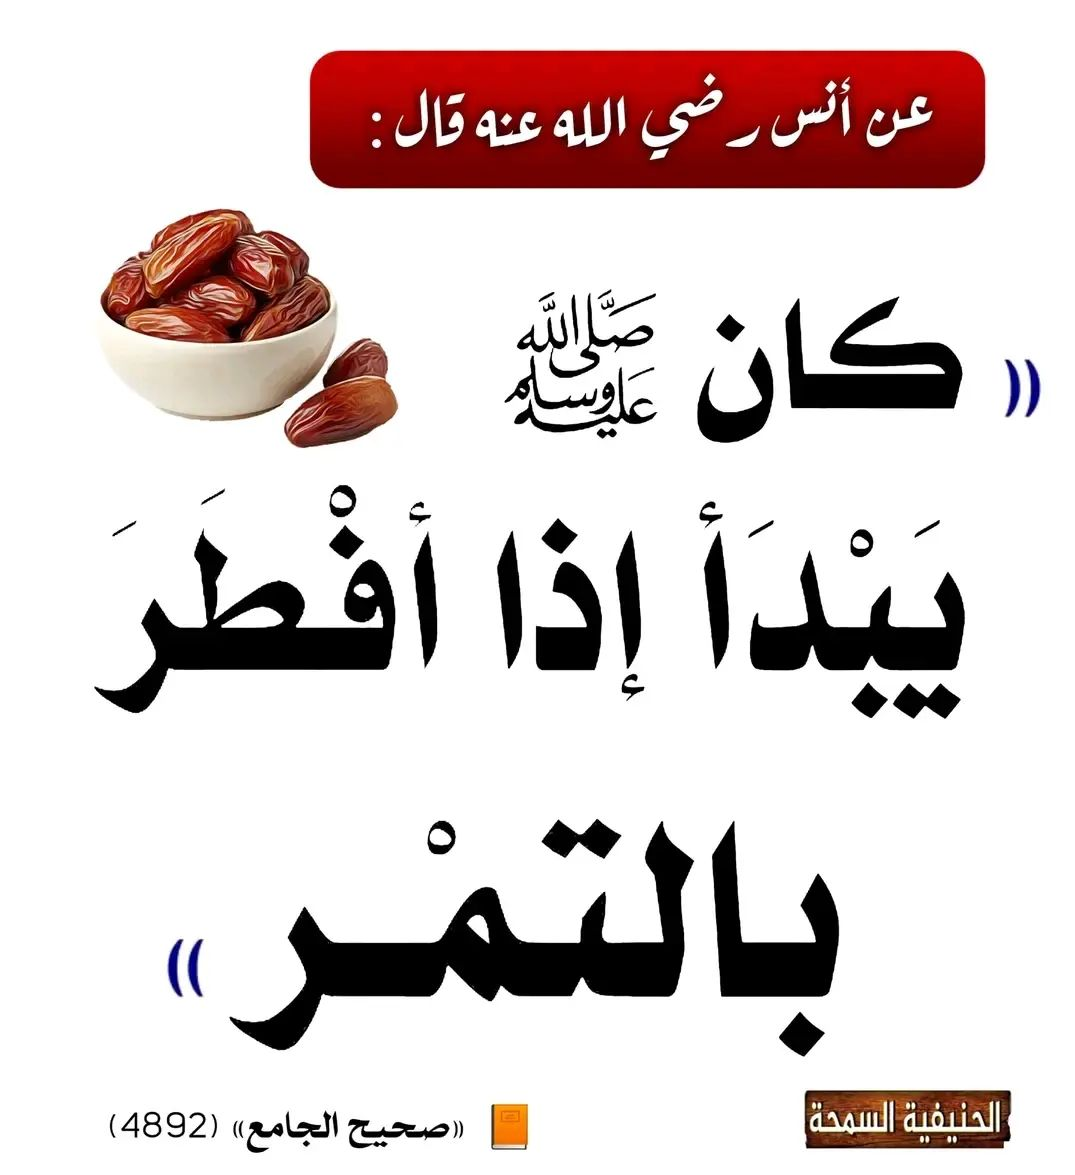 عن أنس رضي الله عنه قال :
(( كان ﷺ
يَبْدَأ إذا أفْطَرَ
بالتمْر ))
«صحيح الجامع» (4892)
الحنيفية السمحة